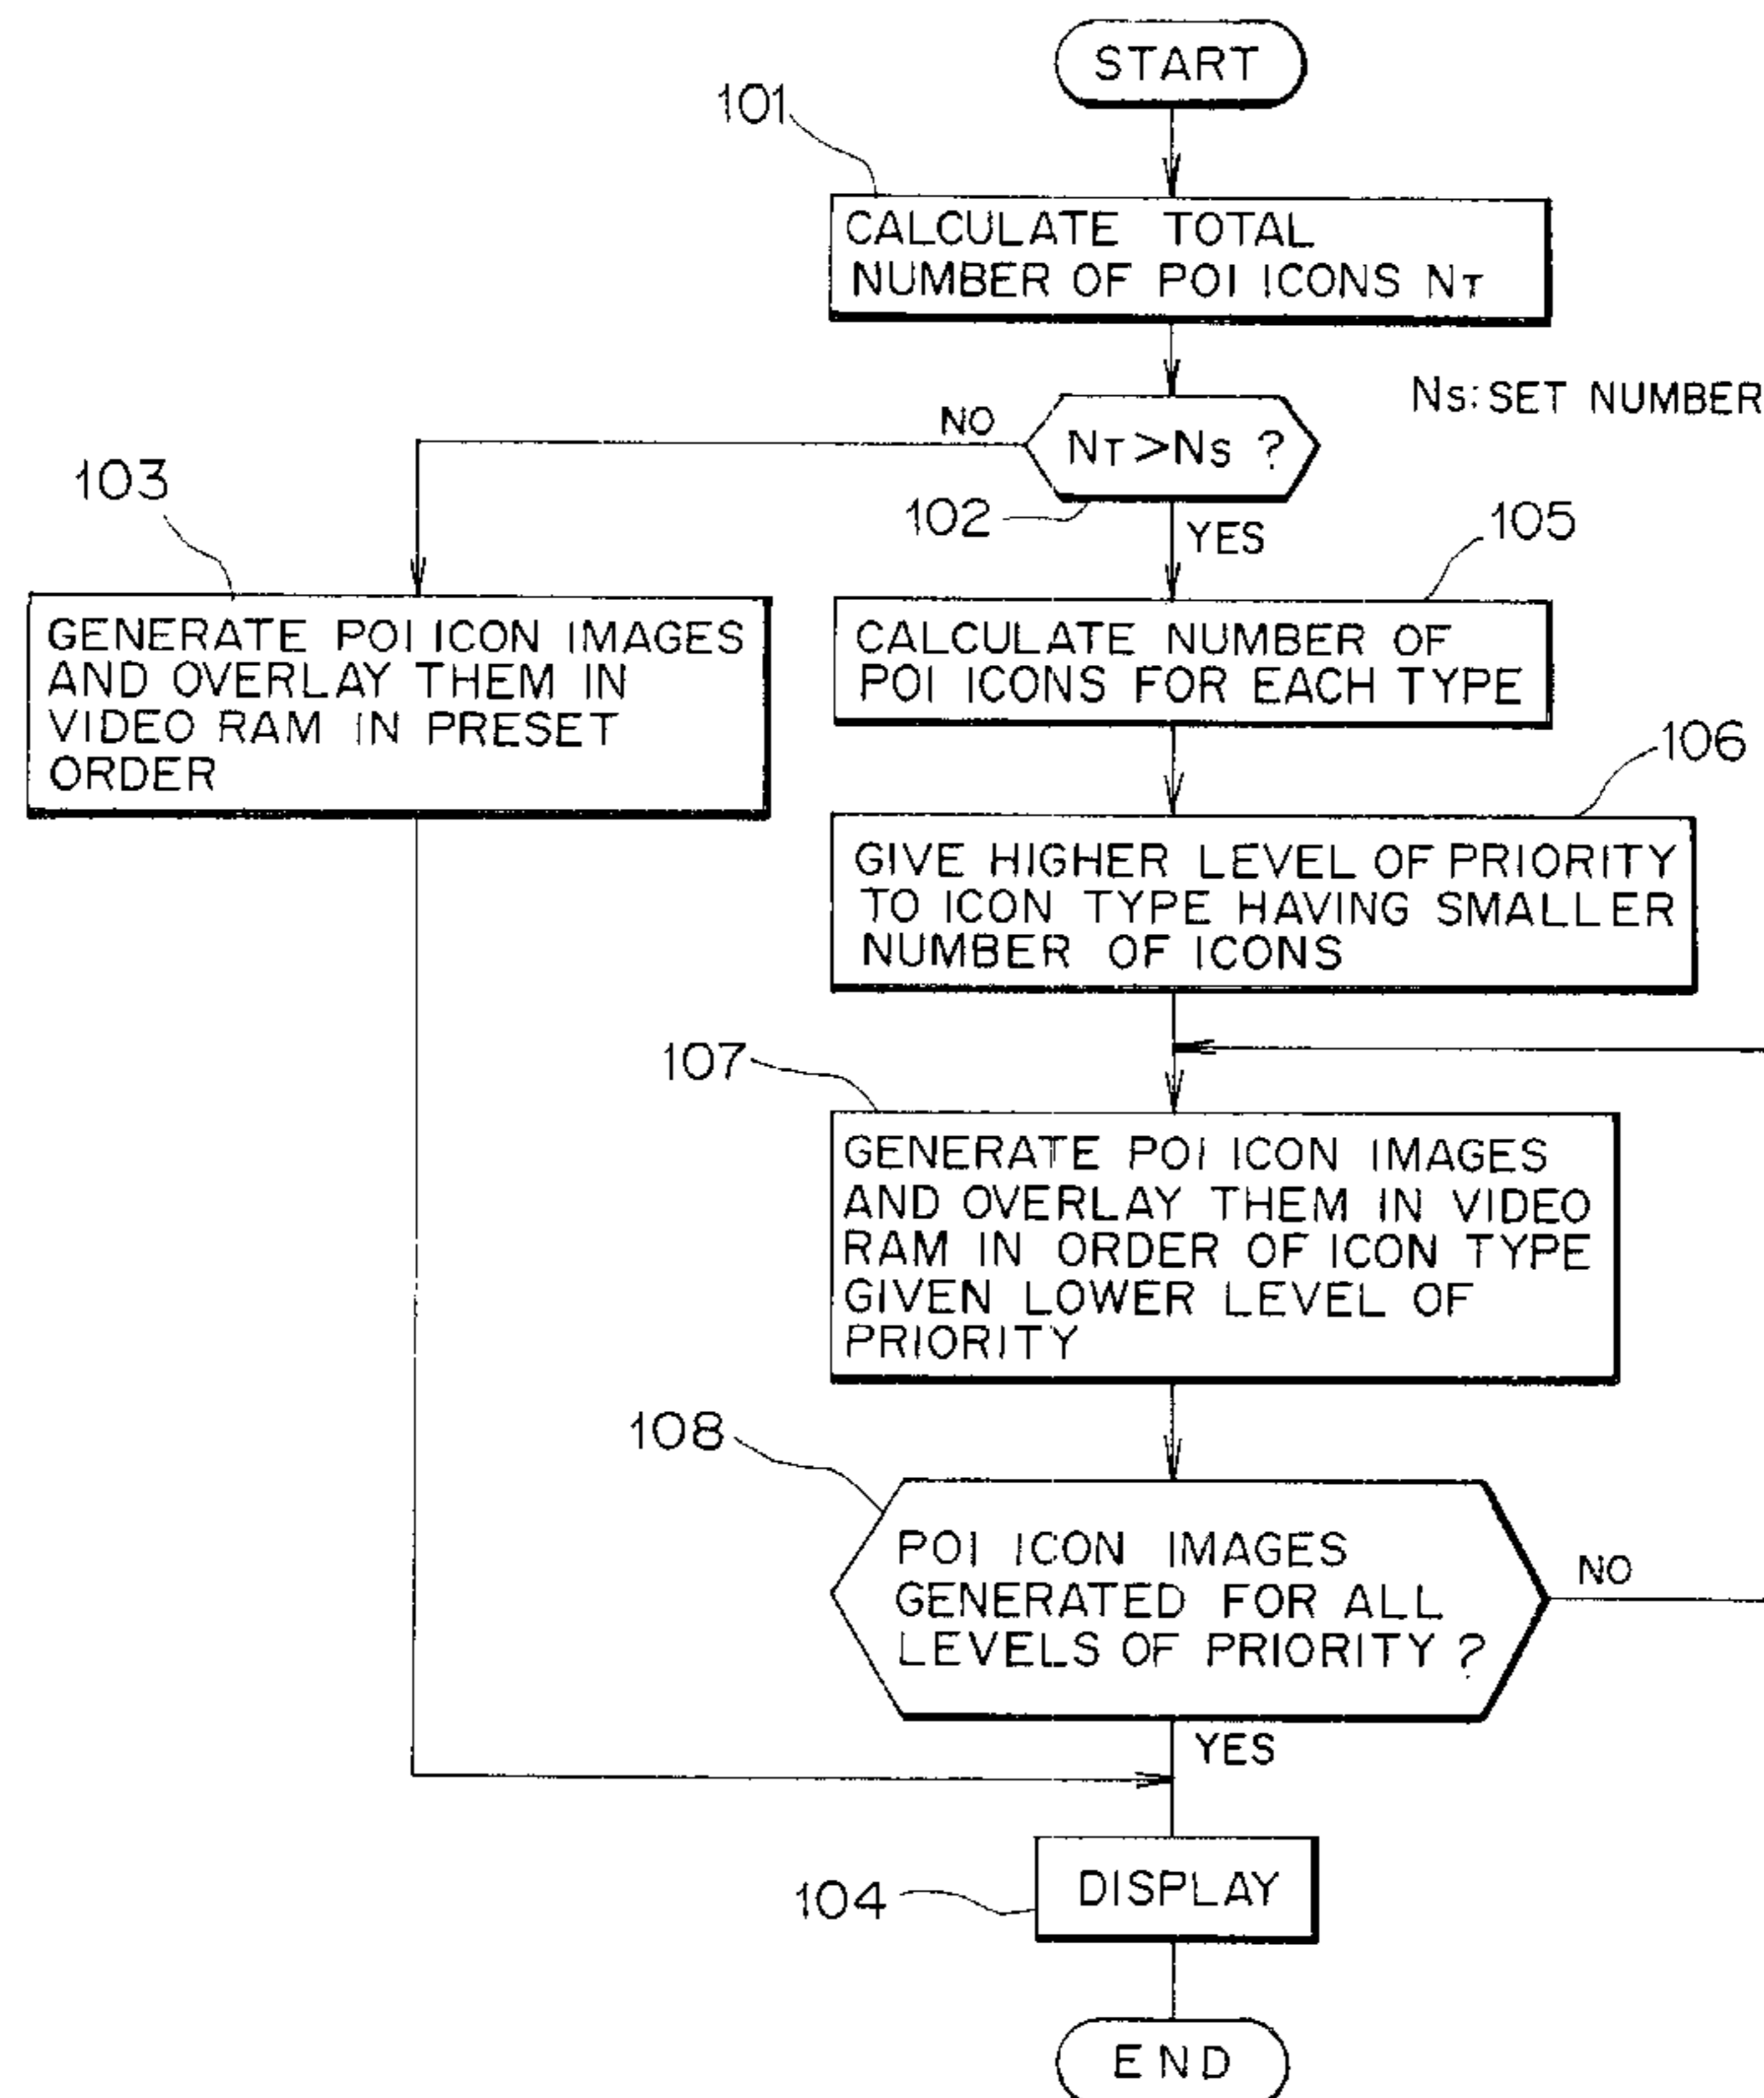 START
101
CALCULATE TOTAL
NUMBER OF POI ICONS NT
NS: SET NUMBER
NO
NT>NS ?
102
YES
103
GENERATE POI ICON IMAGES
AND OVERLAY THEM IN
VIDEO RAM IN PRESET
ORDER
105
CALCULATE NUMBER OF
POI ICONS FOR EACH TYPE
106
GIVE HIGHER LEVEL OF PRIORITY
TO ICON TYPE HAVING SMALLER
NUMBER OF ICONS
107
GENERATE POI ICON IMAGES
AND OVERLAY THEM IN VIDEO
RAM IN ORDER OF ICON TYPE
GIVEN LOWER LEVEL OF
PRIORITY
108
POI ICON IMAGES
GENERATED FOR ALL
LEVELS OF PRIORITY ?
NO
YES
104
DISPLAY
END